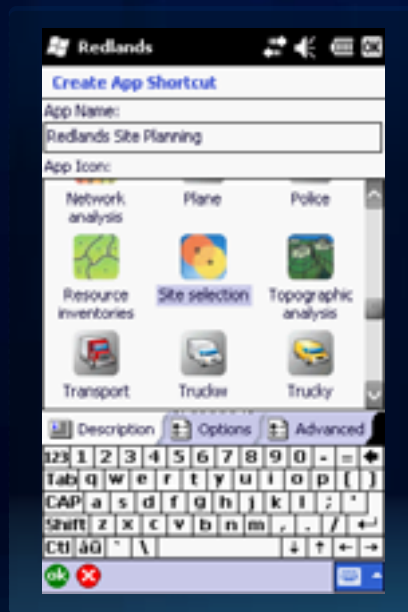 Redlands
Create App Shortcut
App Name:
Redlands Site Planning
App Icon:
Network analysis
Plane
Police
Resource inventories
Site selection
Topographic analysis
Transport
Truckw
Trucky
Description Options Advanced
123 1 2 3 4 5 6 7 8 9 0 - =
Tab q w e r t y u i o p [ ]
CAP a s d f g h j k l ; '
Shift z x c v b n m , . /
Ctl áü ` \
ok